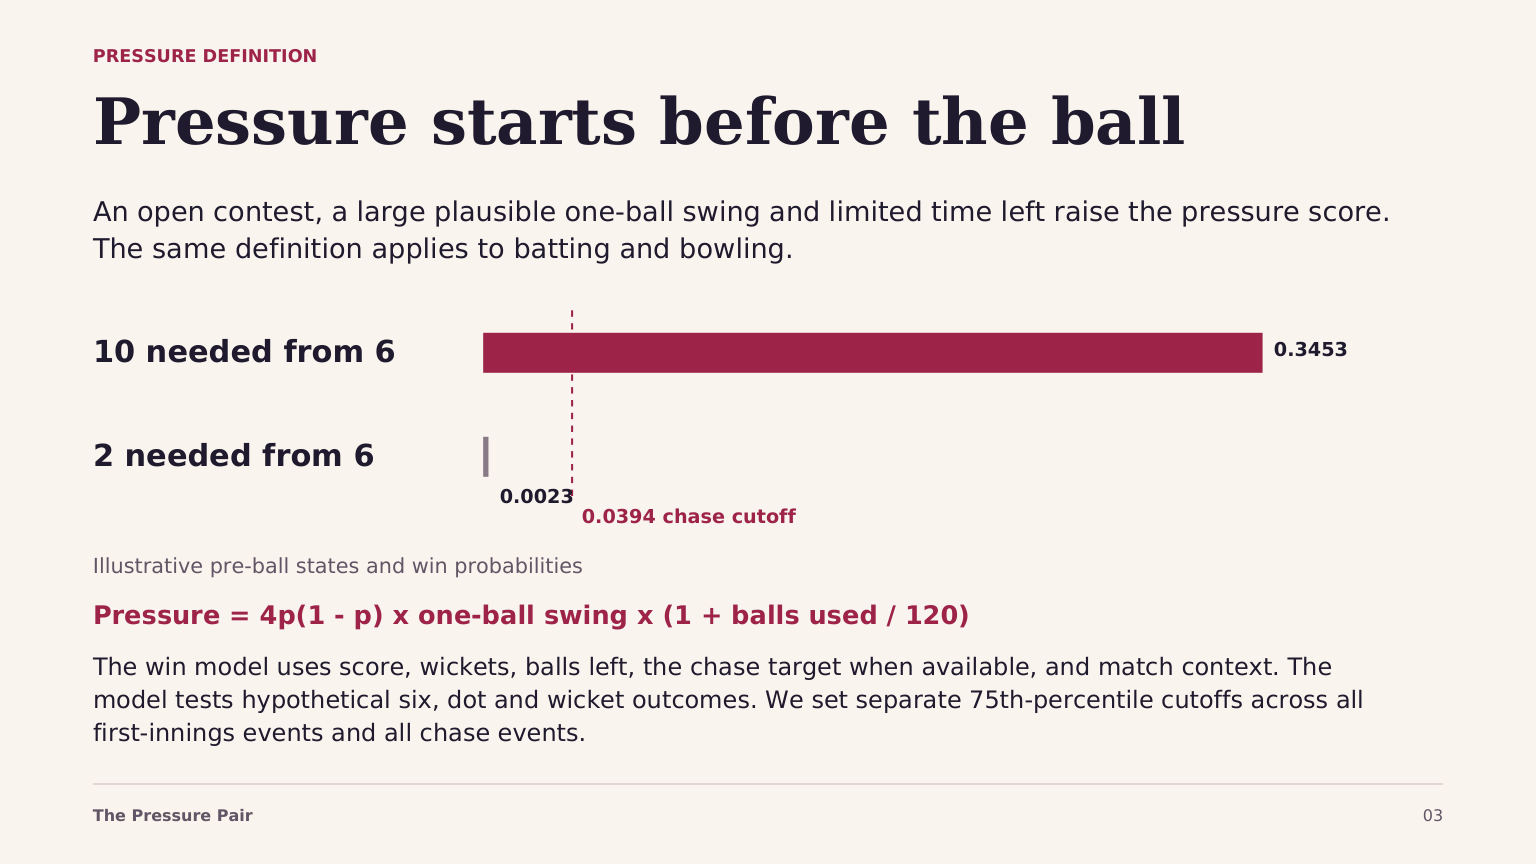 PRESSURE DEFINITION
Pressure starts before the ball
An open contest, a large plausible one-ball swing and limited time left raise the pressure score.
The same definition applies to batting and bowling.
10 needed from 6
0.3453
2 needed from 6
0.0023
0.0394 chase cutoff
Illustrative pre-ball states and win probabilities
Pressure = 4p(1 - p) x one-ball swing x (1 + balls used / 120)
The win model uses score, wickets, balls left, the chase target when available, and match context. The
model tests hypothetical six, dot and wicket outcomes. We set separate 75th-percentile cutoffs across all
first-innings events and all chase events.
The Pressure Pair
03